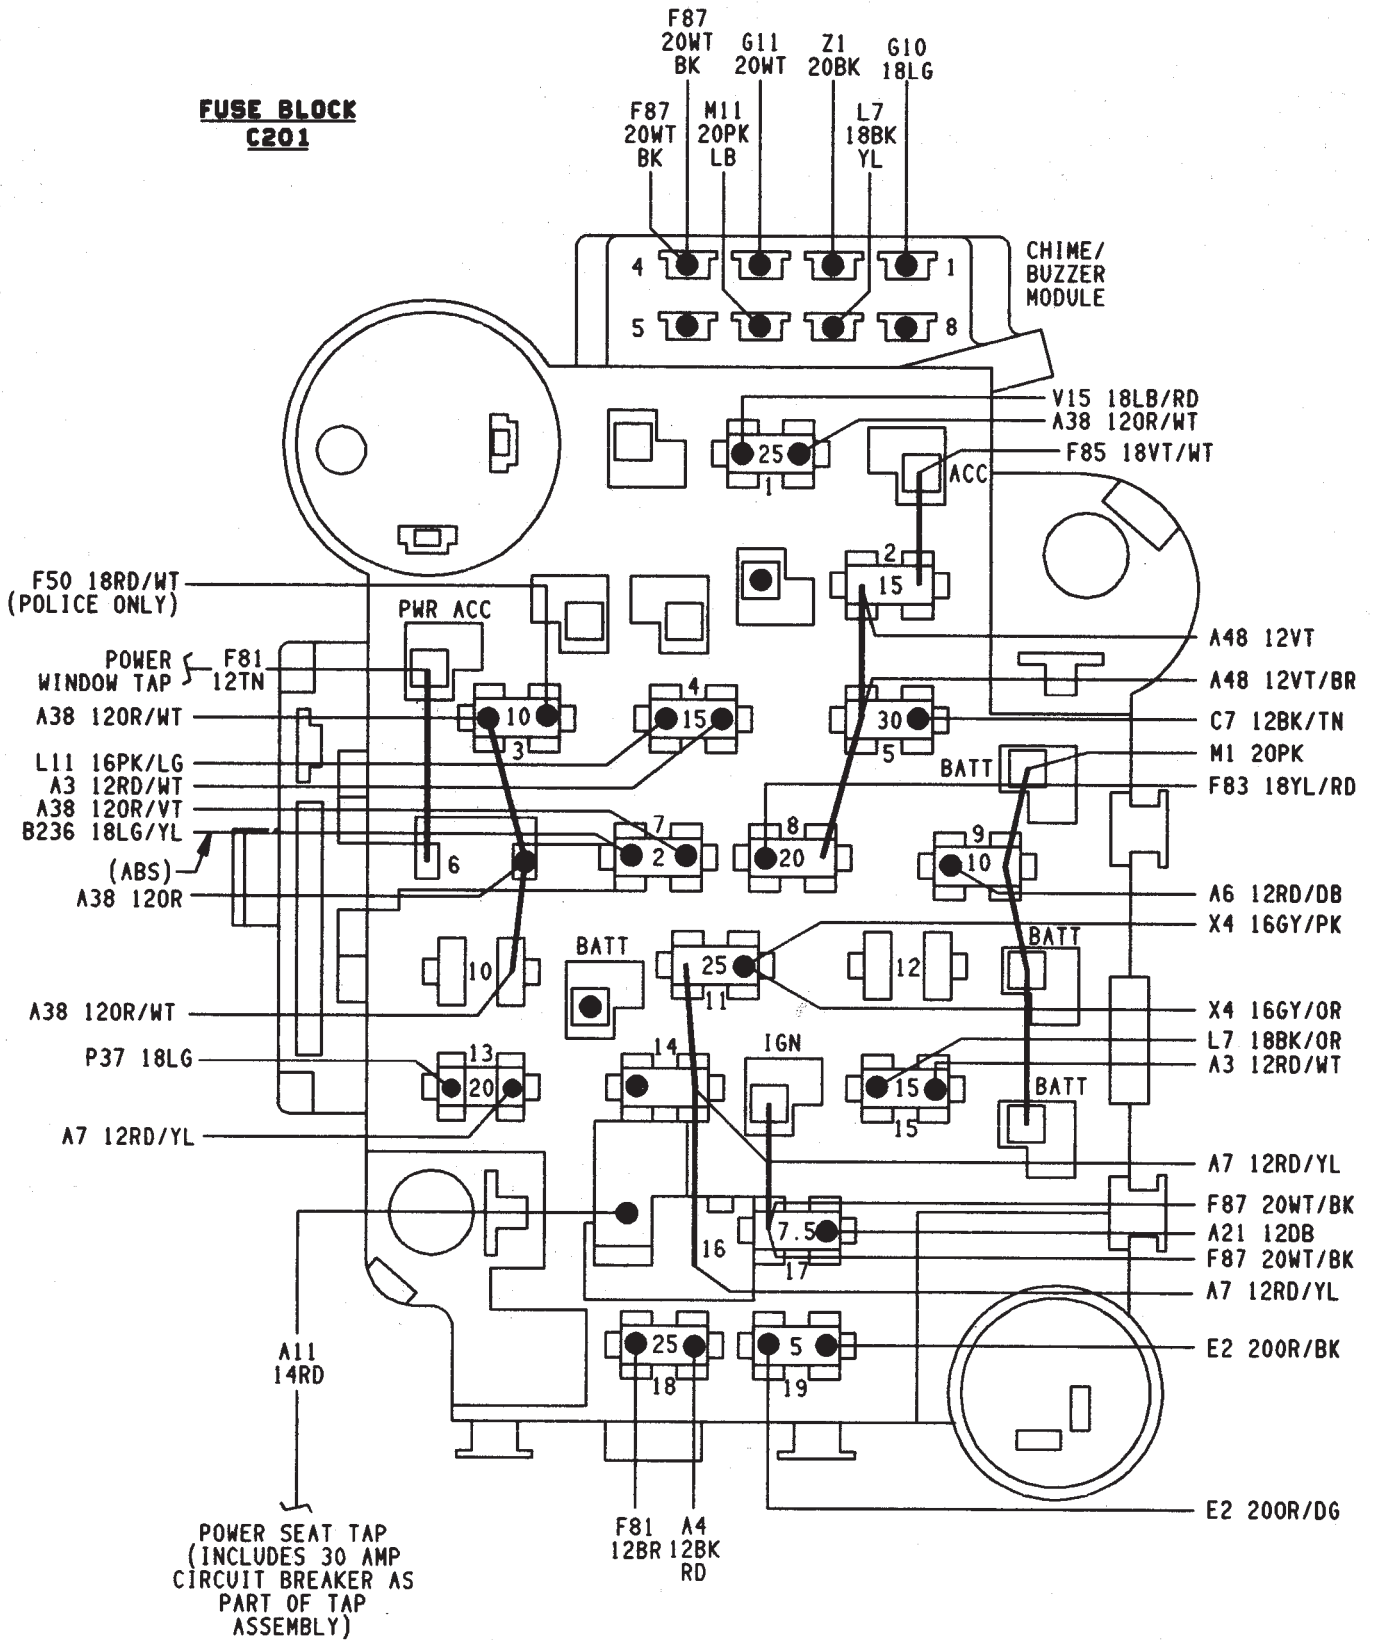 FUSE BLOCK
C201
F87
20WT
BK
G11
20WT
Z1
20BK
G10
18LG
F87
20WT
BK
M11
20PK
LB
L7
18BK
YL
CHIME/
BUZZER
MODULE
4
1
5
8
V15 18LB/RD
A38 12OR/WT
F85 18VT/WT
25
1
ACC
2
15
F50 18RD/WT
(POLICE ONLY)
PWR ACC
POWER
WINDOW TAP
F81
12TN
A48 12VT
A48 12VT/BR
A38 12OR/WT
10
3
4
15
30
5
C7 12BK/TN
M1 20PK
BATT
L11 16PK/LG
A3 12RD/WT
F83 18YL/RD
A38 12OR/VT
B236 18LG/YL
(ABS)
A38 12OR
6
7
2
8
20
9
10
A6 12RD/DB
X4 16GY/PK
BATT
BATT
10
25
11
12
A38 12OR/WT
X4 16GY/OR
L7 18BK/OR
A3 12RD/WT
P37 18LG
13
20
14
IGN
15
15
BATT
A7 12RD/YL
A7 12RD/YL
F87 20WT/BK
A21 12DB
F87 20WT/BK
A7 12RD/YL
16
7.5
17
A11
14RD
25
18
5
19
E2 20OR/BK
E2 20OR/DG
F81
12BR
A4
12BK
RD
POWER SEAT TAP
(INCLUDES 30 AMP
CIRCUIT BREAKER AS
PART OF TAP
ASSEMBLY)